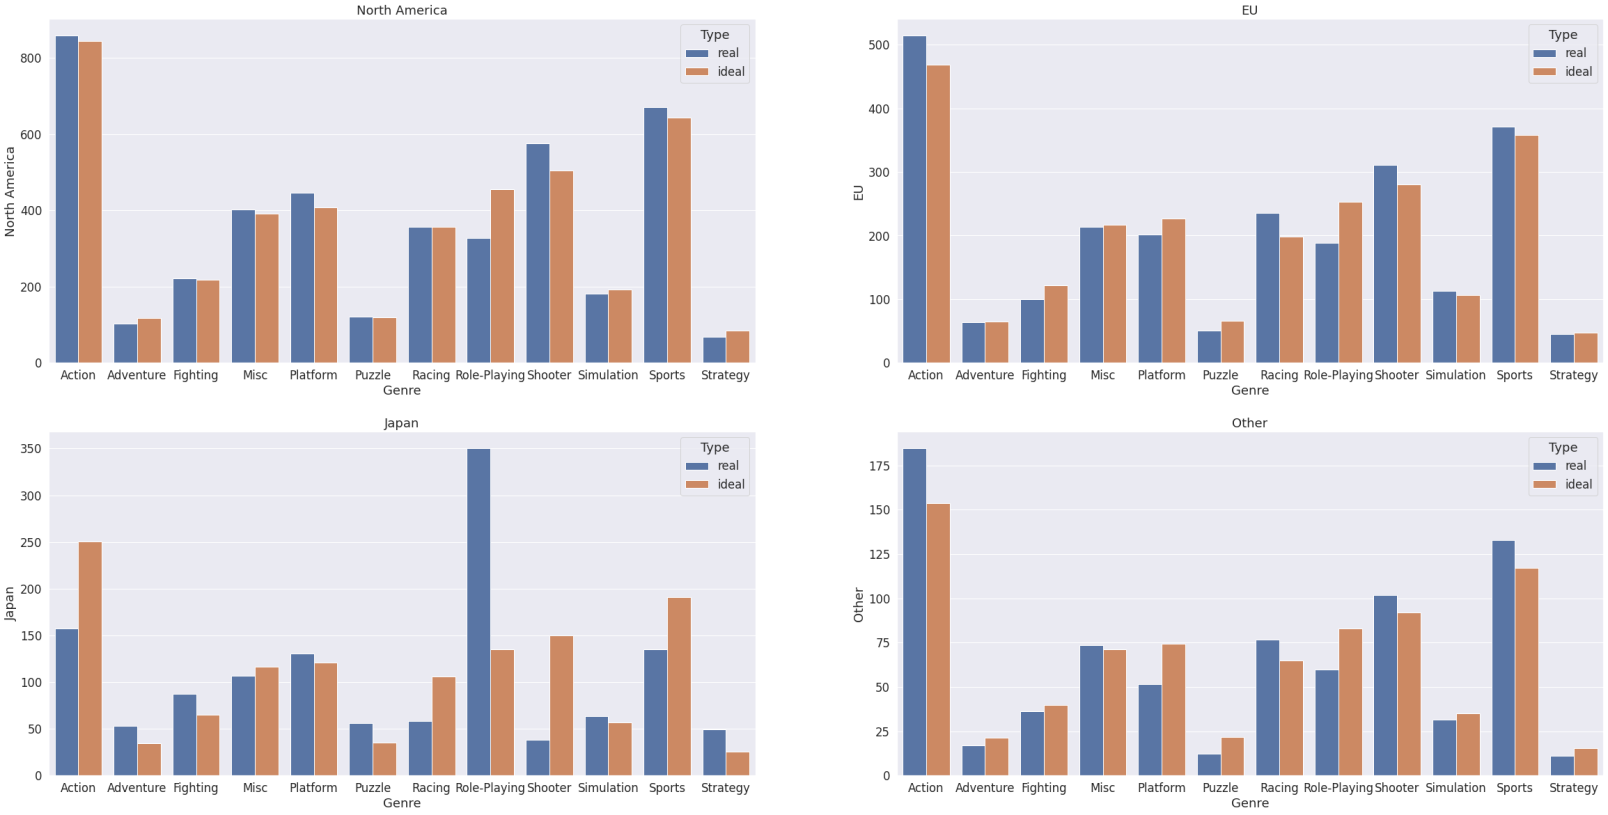 North America
North America
800
600
400
200
0
Type
real
ideal
Action Adventure Fighting Misc Platform Puzzle Racing Role-Playing Shooter Simulation Sports Strategy
Genre
EU
EU
500
400
300
200
100
0
Type
real
ideal
Action Adventure Fighting Misc Platform Puzzle Racing Role-Playing Shooter Simulation Sports Strategy
Genre
Japan
Japan
350
300
250
200
150
100
50
0
Type
real
ideal
Action Adventure Fighting Misc Platform Puzzle Racing Role-Playing Shooter Simulation Sports Strategy
Genre
Other
Other
175
150
125
100
75
50
25
0
Type
real
ideal
Action Adventure Fighting Misc Platform Puzzle Racing Role-Playing Shooter Simulation Sports Strategy
Genre